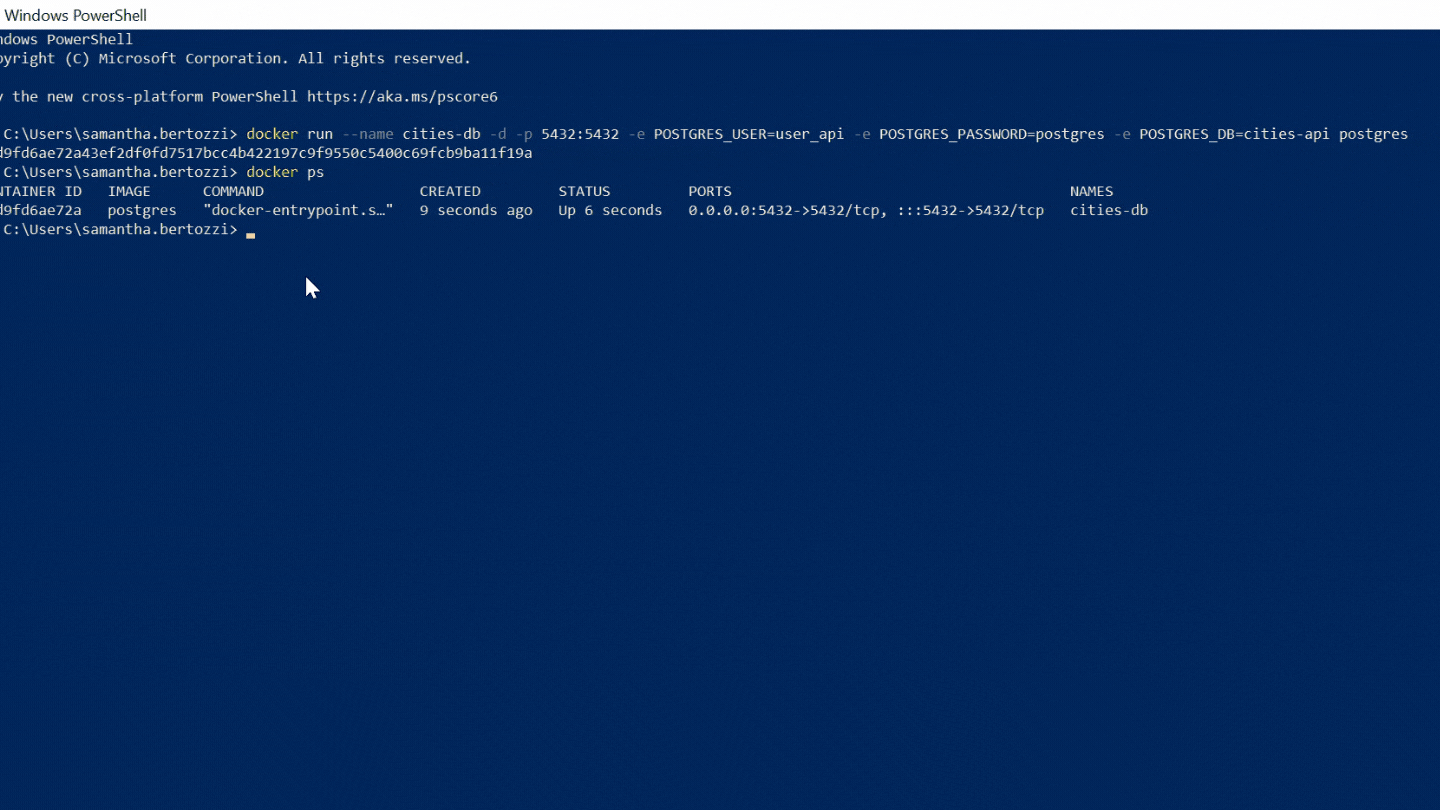 Windows PowerShell
ndows PowerShell
pyright (C) Microsoft Corporation. All rights reserved.
y the new cross-platform PowerShell https://aka.ms/pscore6
C:\Users\samantha.bertozzi> docker run --name cities-db -d -p 5432:5432 -e POSTGRES_USER=user_api -e POSTGRES_PASSWORD=postgres -e POSTGRES_DB=cities-api postgres
d9fd6ae72a43ef2df0fd7517bcc4b422197c9f9550c5400c69fcb9ba11f19a
C:\Users\samantha.bertozzi> docker ps
NTAINER ID IMAGE COMMAND CREATED STATUS PORTS NAMES
d9fd6ae72a postgres "docker-entrypoint.s…" 9 seconds ago Up 6 seconds 0.0.0.0:5432->5432/tcp, :::5432->5432/tcp cities-db
C:\Users\samantha.bertozzi>